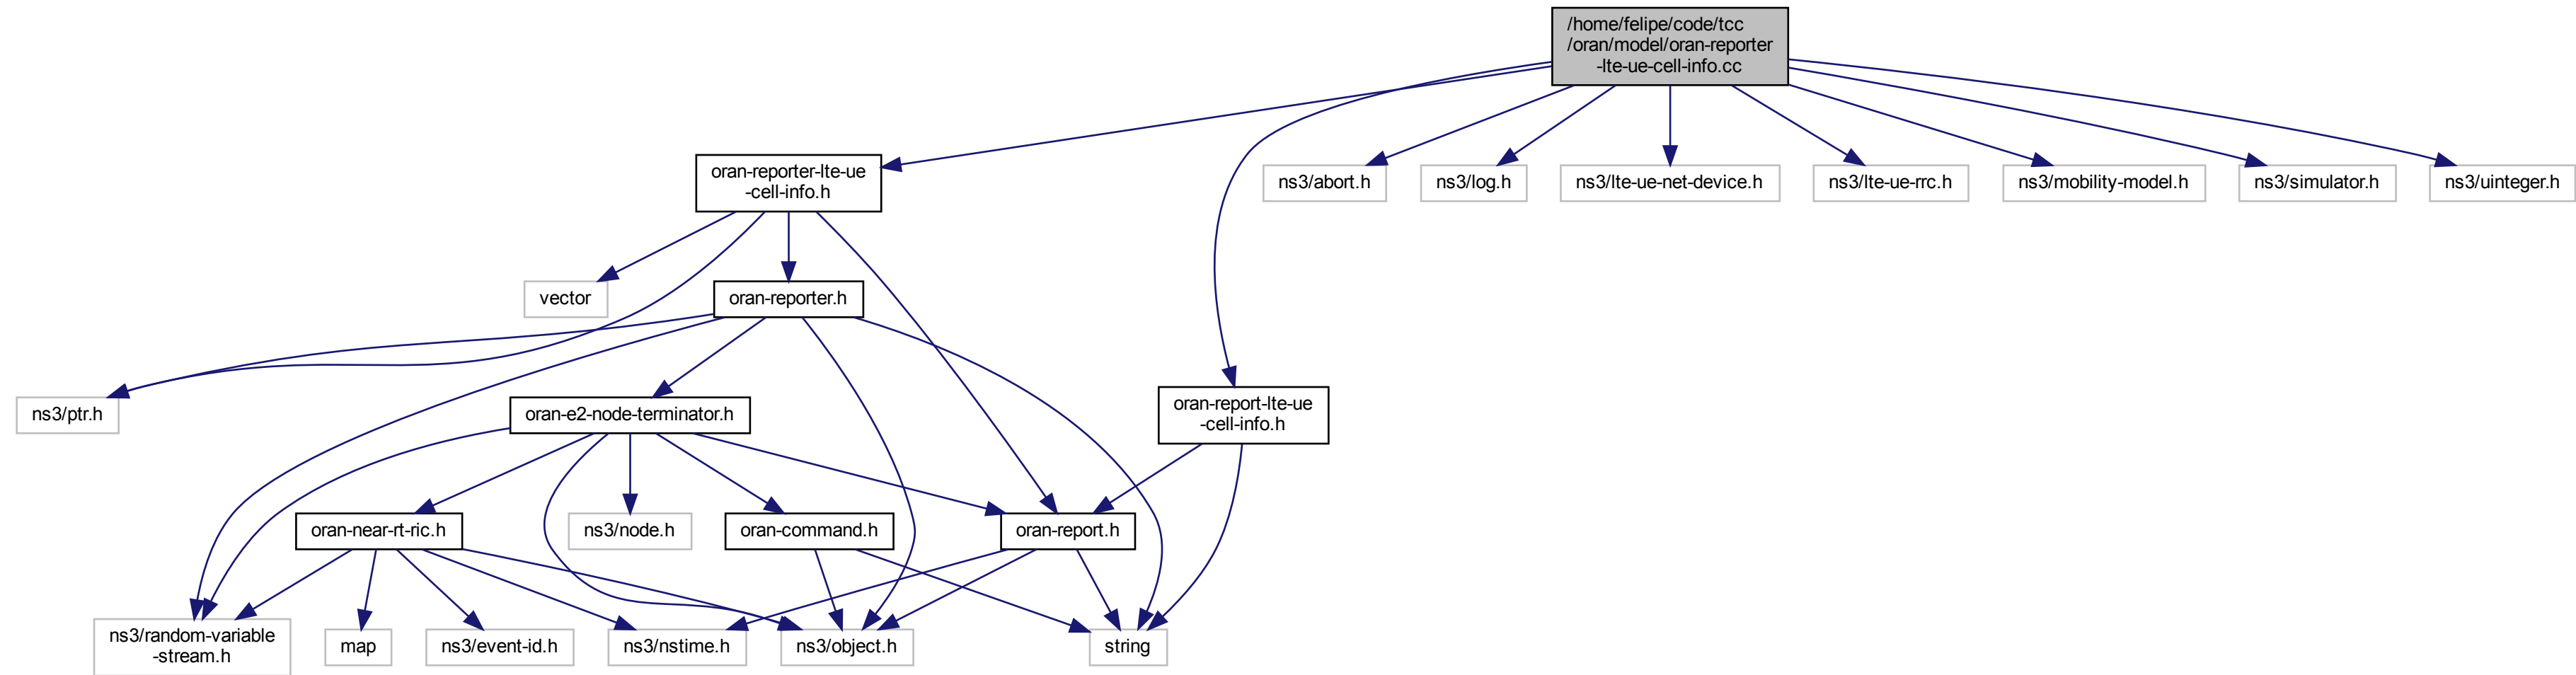 /home/felipe/code/tcc
/oran/model/oran-reporter
-lte-ue-cell-info.cc
oran-reporter-lte-ue
-cell-info.h
ns3/abort.h
ns3/log.h
ns3/lte-ue-net-device.h
ns3/lte-ue-rrc.h
ns3/mobility-model.h
ns3/simulator.h
ns3/uinteger.h
vector
oran-reporter.h
ns3/ptr.h
oran-e2-node-terminator.h
oran-report-lte-ue
-cell-info.h
oran-near-rt-ric.h
ns3/node.h
oran-command.h
oran-report.h
ns3/random-variable
-stream.h
map
ns3/event-id.h
ns3/nstime.h
ns3/object.h
string